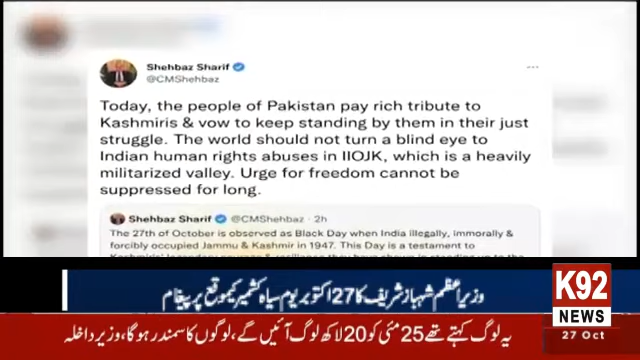 Shehbaz Sharif
@CMShehbaz
Today, the people of Pakistan pay rich tribute to
Kashmiris & vow to keep standing by them in their just
struggle. The world should not turn a blind eye to
Indian human rights abuses in IIOJK, which is a heavily
militarized valley. Urge for freedom cannot be
suppressed for long.
Shehbaz Sharif @CMShehbaz · 2h
The 27th of October is observed as Black Day when India illegally, immorally &
forcibly occupied Jammu & Kashmir in 1947. This Day is a testament to
وزیراعظم شہباز شریف کا 27 اکتوبر یوم سیاہ کشمیر کیموقع پر پیغام
K92
NEWS
27 Oct
یہ لوگ کہتے تھے 25 مئی کو 20 لاکھ لوگ آئیں گے، لوگوں کا سمندر ہوگا، وزیر داخلہ